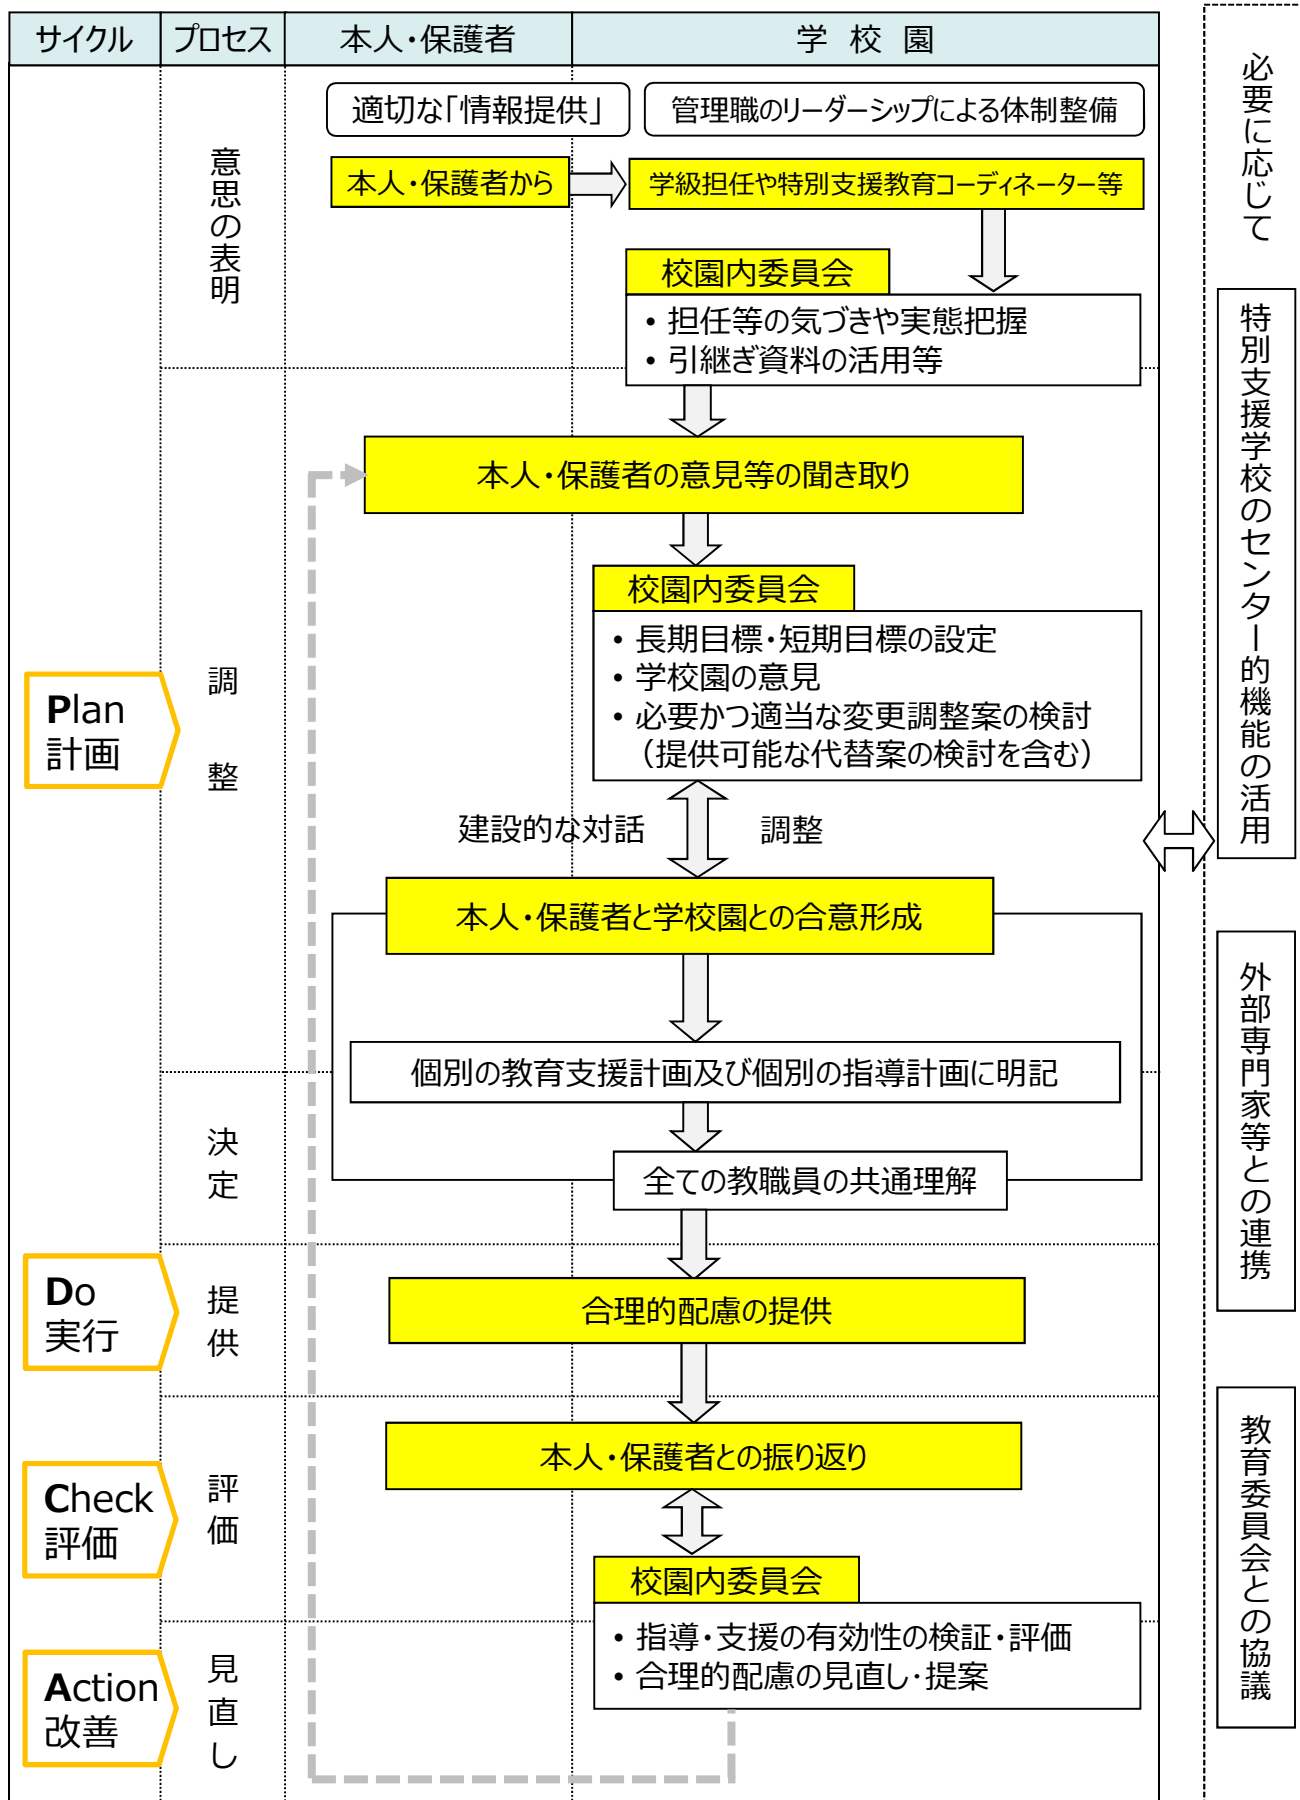 サイクル
プロセス
本人・保護者
学 校 園
適切な「情報提供」
管理職のリーダーシップによる体制整備
意思の表明
本人・保護者から
学級担任や特別支援教育コーディネーター等
校園内委員会
・担任等の気づきや実態把握
・引継ぎ資料の活用等
本人・保護者の意見等の聞き取り
校園内委員会
・長期目標・短期目標の設定
・学校園の意見
・必要かつ適当な変更調整案の検討
（提供可能な代替案の検討を含む）
Plan
計画
調整
建設的な対話
調整
本人・保護者と学校園との合意形成
個別の教育支援計画及び個別の指導計画に明記
決定
全ての教職員の共通理解
Do
実行
提供
合理的配慮の提供
本人・保護者との振り返り
Check
評価
評価
校園内委員会
・指導・支援の有効性の検証・評価
・合理的配慮の見直し・提案
Action
改善
見直し
必要に応じて
特別支援学校のセンター的機能の活用
外部専門家等との連携
教育委員会との協議